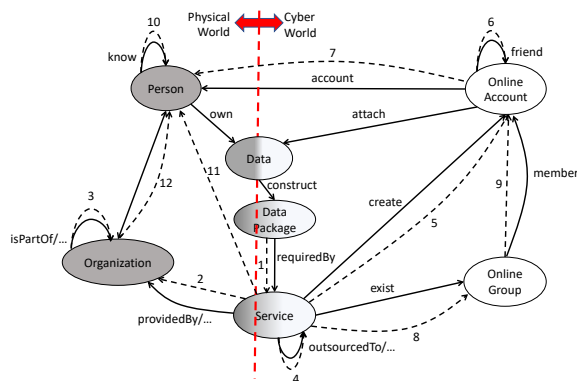 10
Physical World
Cyber World
6
know
7
friend
Person
account
Online Account
own
attach
Data
member
11
12
construct
9
3
Data Package
create
5
isPartOf/...
requiredBy
Organization
2
1
Online Group
exist
Service
providedBy/...
8
outsourcedTo/...
4